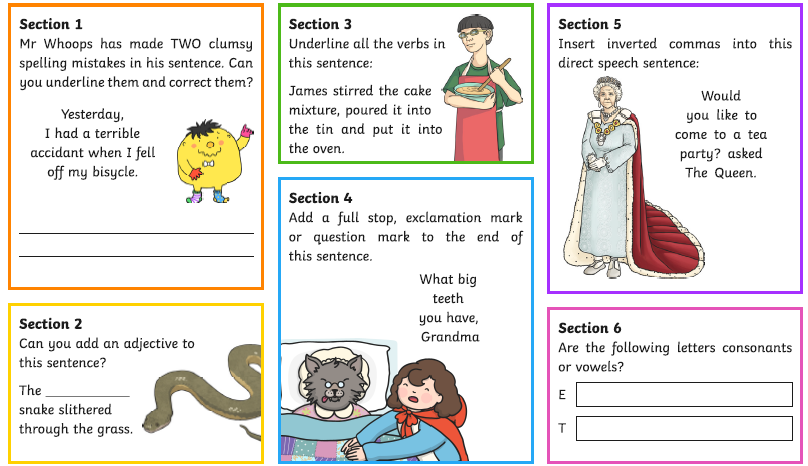 Section 1
Mr Whoops has made TWO clumsy
spelling mistakes in his sentence. Can
you underline them and correct them?
Yesterday,
I had a terrible
accidant when I fell
off my bisycle.
Section 2
Can you add an adjective to
this sentence?
The ______________
snake slithered
through the grass.
Section 3
Underline all the verbs in
this sentence:
James stirred the cake
mixture, poured it into
the tin and put it into
the oven.
Section 4
Add a full stop, exclamation mark
or question mark to the end of
this sentence.
What big
teeth
you have,
Grandma
Section 5
Insert inverted commas into this
direct speech sentence:
Would
you like to
come to a tea
party? asked
The Queen.
Section 6
Are the following letters consonants
or vowels?
E
T